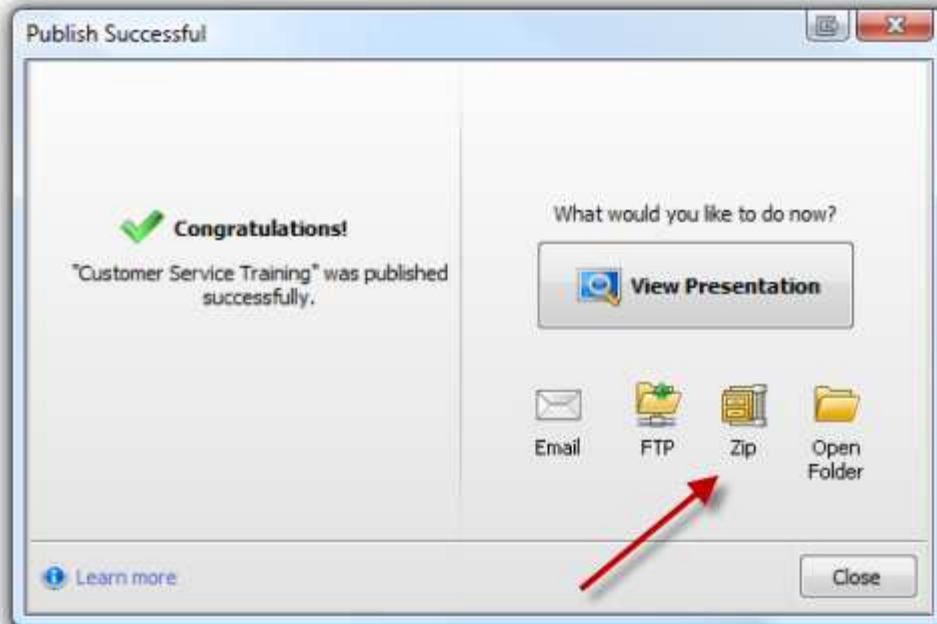 Publish Successful
Congratulations!
"Customer Service Training" was published
successfully.
What would you like to do now?
View Presentation
Email
FTP
Zip
Open
Folder
Learn more
Close